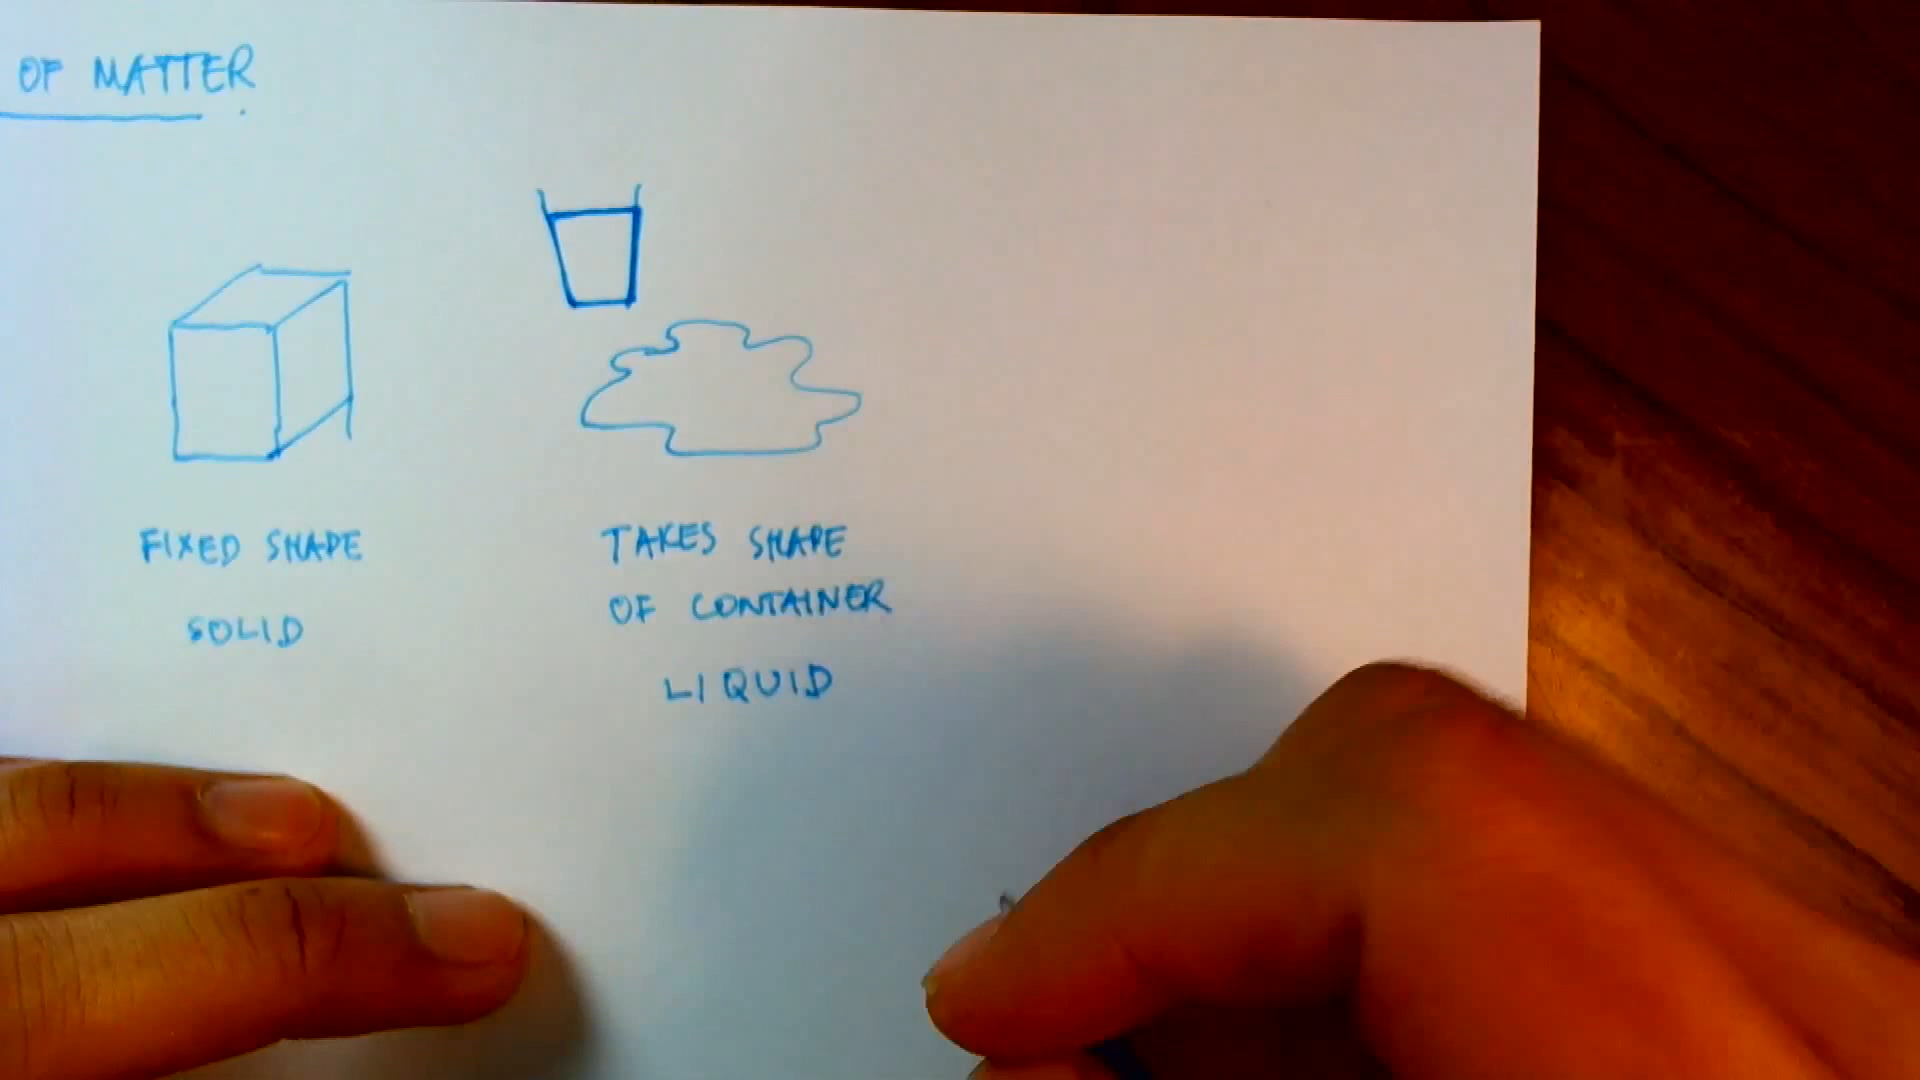 OF MATTER
FIXED SHAPE
SOLID
TAKES SHAPE
OF CONTAINER
LIQUID